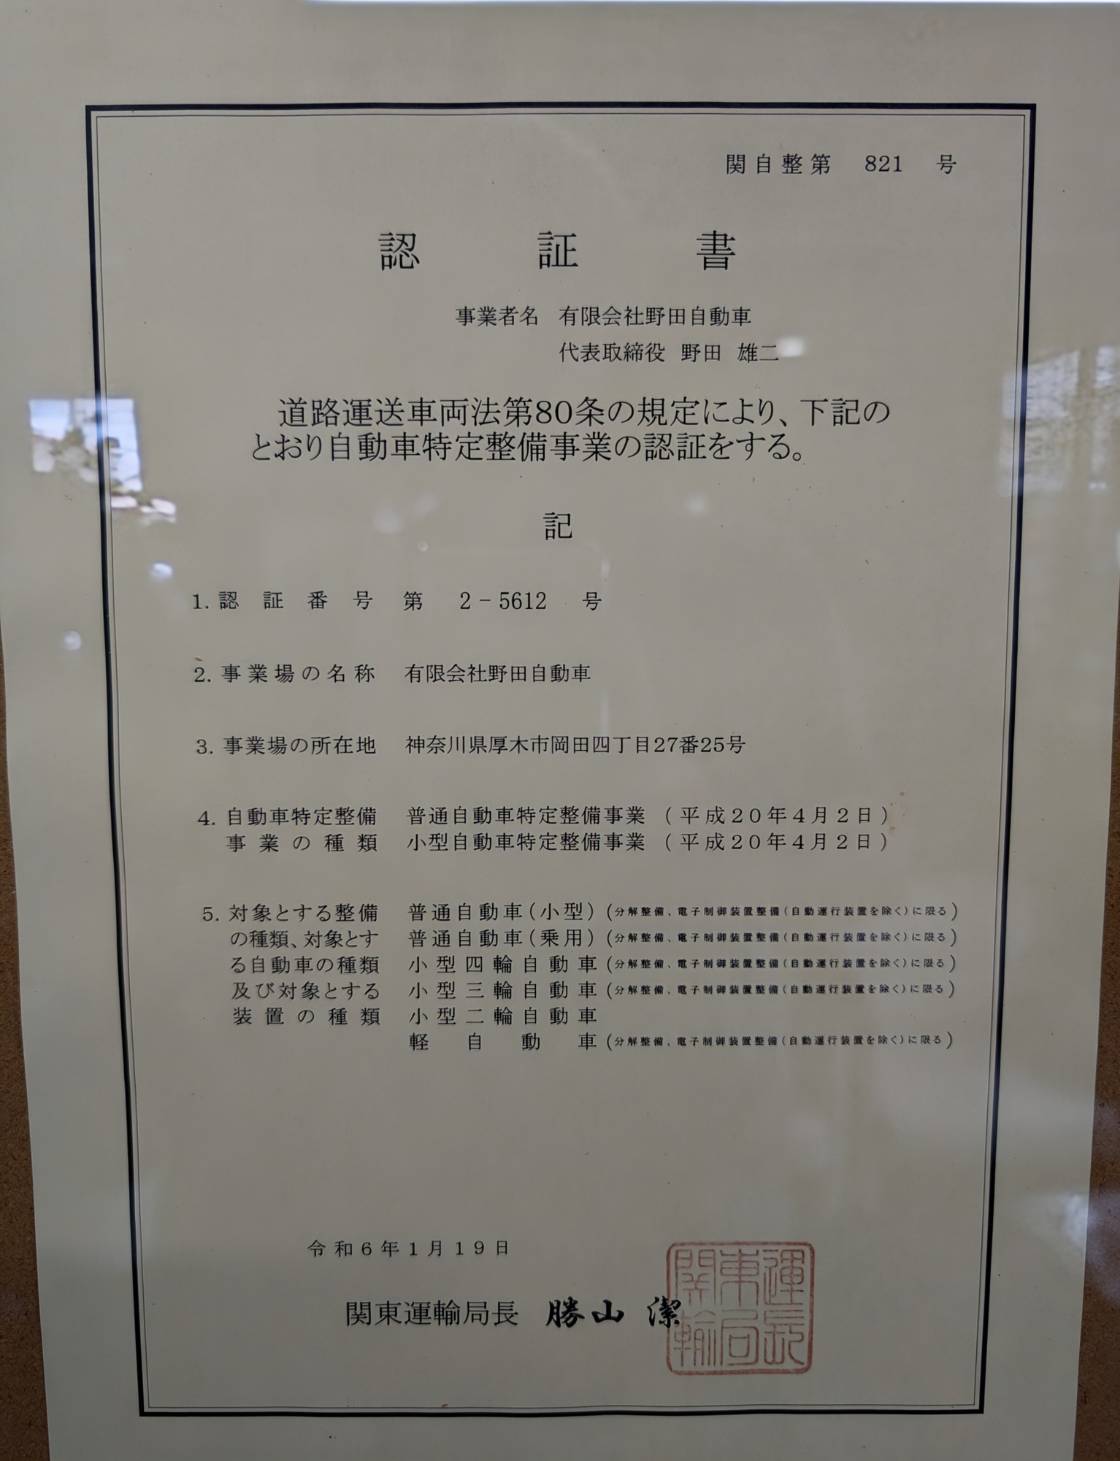 関自整第 821 号
認証書
事業者名 有限会社野田自動車
代表取締役 野田 雄二
道路運送車両法第80条の規定により、下記の
とおり自動車特定整備事業の認証をする。
記
1. 認証番号 第 2-5612 号
2. 事業場の名称 有限会社野田自動車
3. 事業場の所在地 神奈川県厚木市岡田四丁目27番25号
4. 自動車特定整備 普通自動車特定整備事業 (平成20年4月2日)
事業の種類 小型自動車特定整備事業 (平成20年4月2日)
5. 対象とする整備 普通自動車(小型) (分解整備、電子制御装置整備(自動運行装置を除く)に限る)
の種類、対象とす 普通自動車(乗用) (分解整備、電子制御装置整備(自動運行装置を除く)に限る)
る自動車の種類 小型四輪自動車 (分解整備、電子制御装置整備(自動運行装置を除く)に限る)
及び対象とする 小型三輪自動車 (分解整備、電子制御装置整備(自動運行装置を除く)に限る)
装置の種類 小型二輪自動車
軽自動車 (分解整備、電子制御装置整備(自動運行装置を除く)に限る)
令和6年1月19日
関東運輸局長 勝山 潔
関東運輸局長